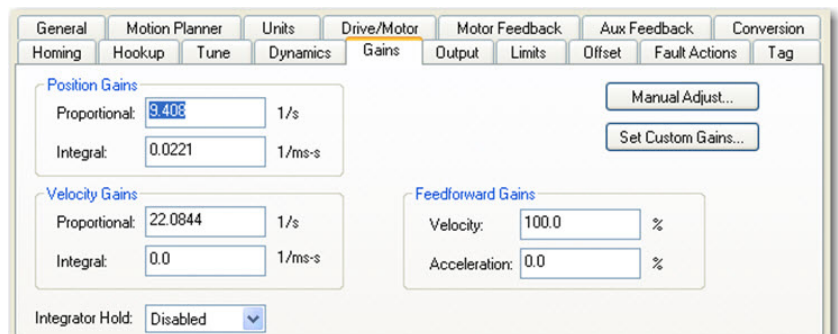 General Motion Planner Units Drive/Motor Motor Feedback Aux Feedback Conversion
Homing Hookup Tune Dynamics Gains Output Limits Offset Fault Actions Tag
Position Gains
Proportional: 9.408 1/s
Integral: 0.0221 1/ms-s
Manual Adjust...
Set Custom Gains...
Velocity Gains
Proportional: 22.0844 1/s
Integral: 0.0 1/ms-s
Feedforward Gains
Velocity: 100.0 %
Acceleration: 0.0 %
Integrator Hold: Disabled